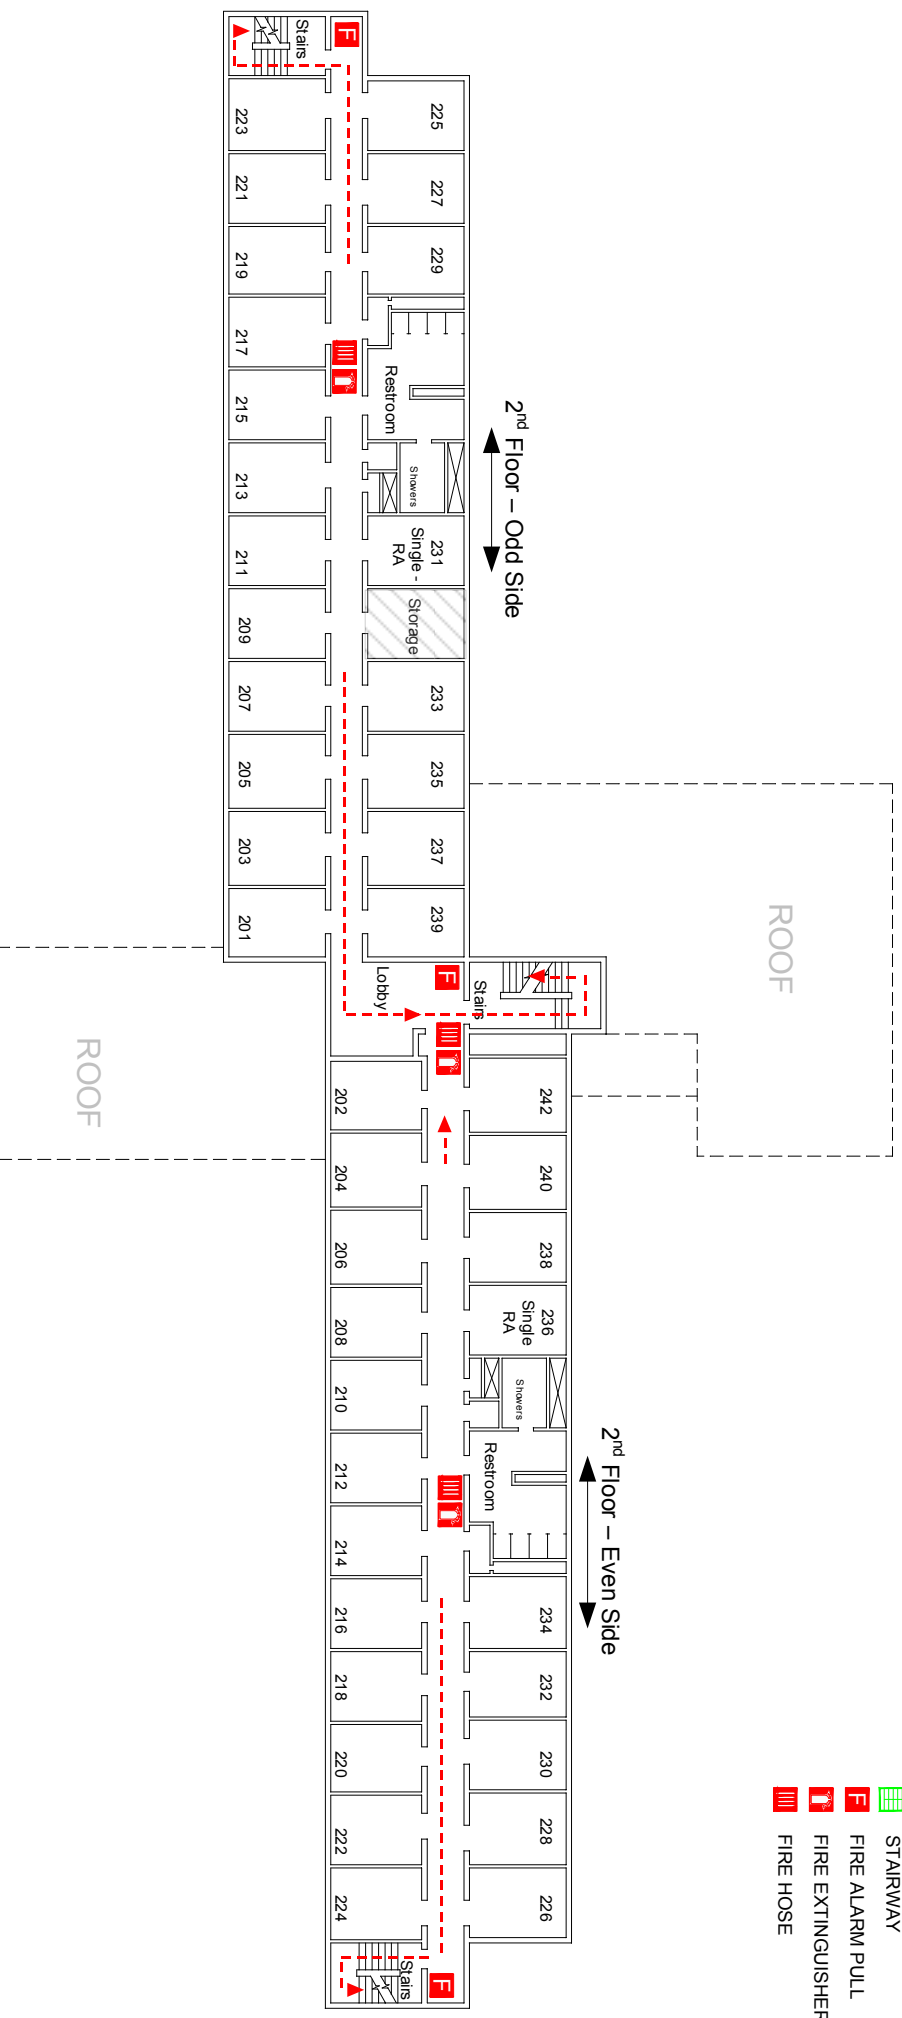 Stairs
223
221
219
217
215
213
211
209
207
205
203
201
225
227
229
Restroom
Showers
231
Single -
RA
Storage
233
235
237
239
2nd Floor – Odd Side
ROOF
ROOF
Lobby
Stairs
202
204
206
208
210
212
214
216
218
220
222
224
242
240
238
236
Single
RA
Showers
Restroom
234
232
230
228
226
Stairs
2nd Floor – Even Side
F
F
F
STAIRWAY
F FIRE ALARM PULL
FIRE EXTINGUISHER
FIRE HOSE